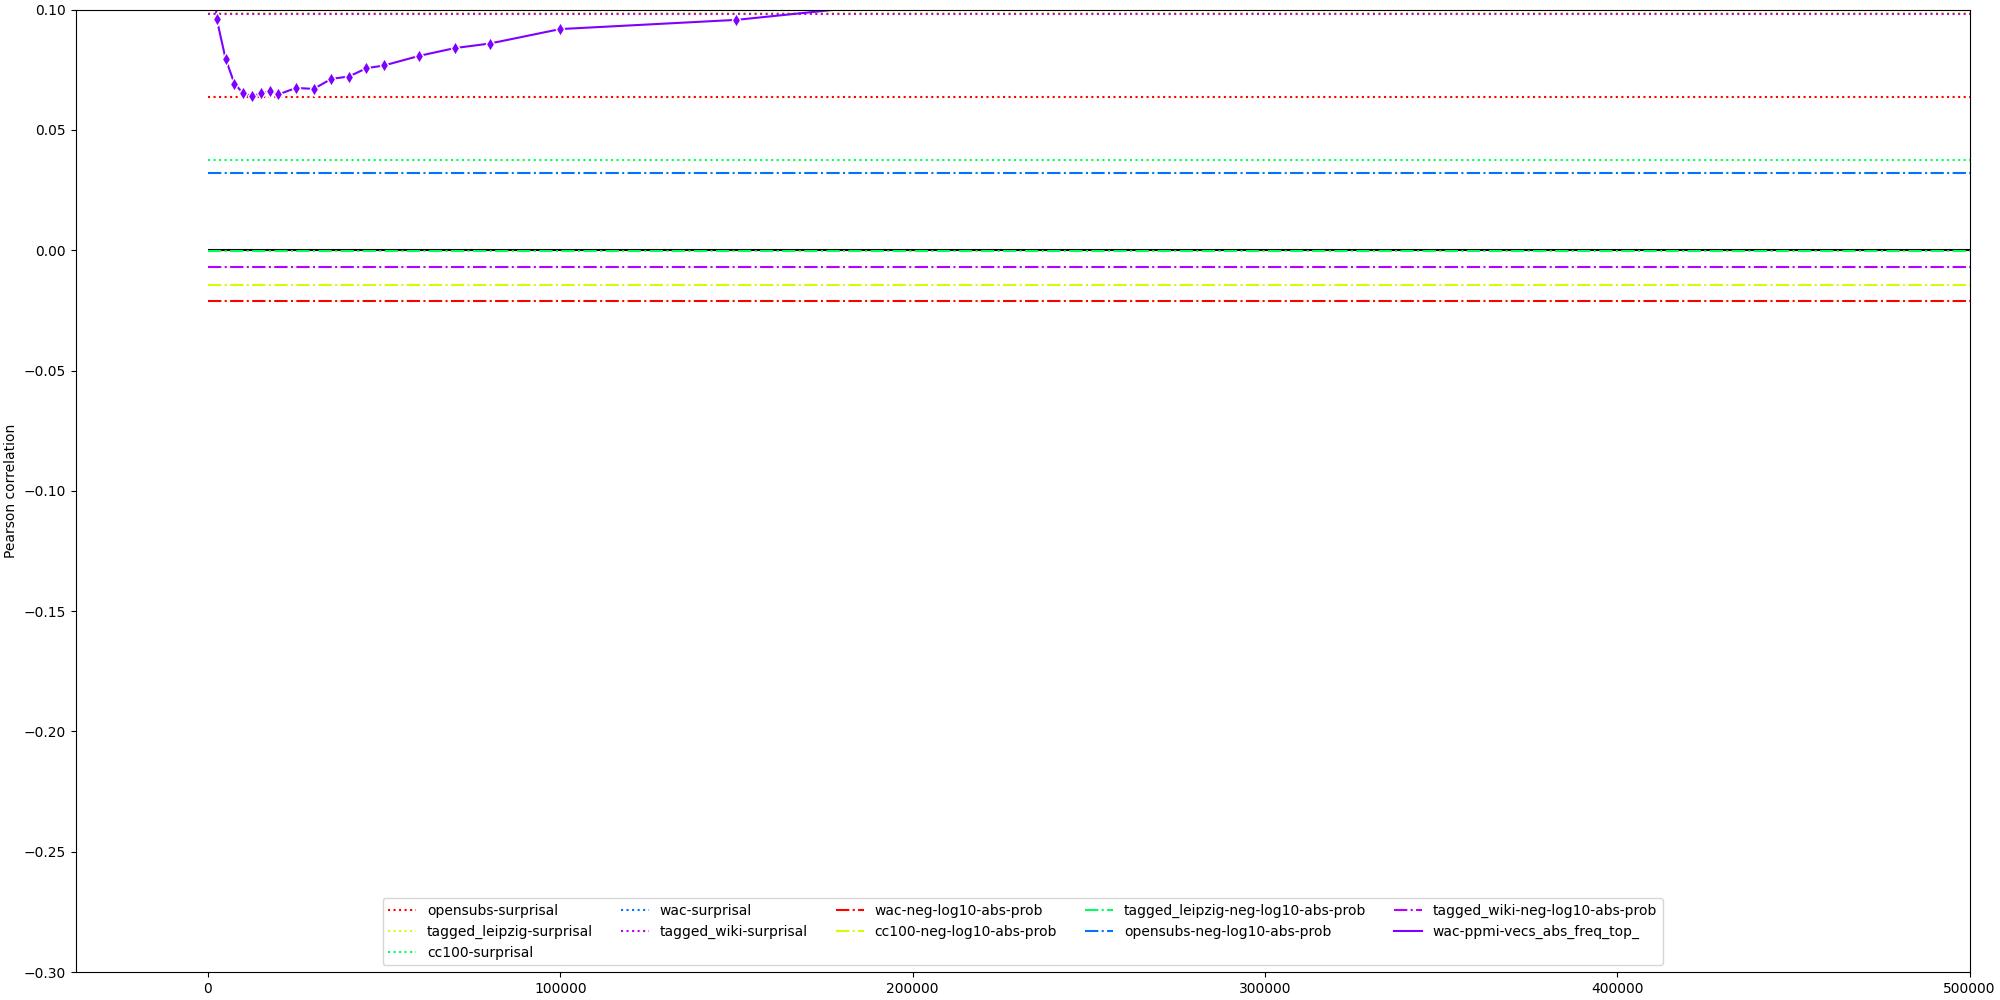 0.10
0.05
0.00
−0.05
−0.10
−0.15
−0.20
−0.25
−0.30
Pearson correlation
opensubs-surprisal
tagged_leipzig-surprisal
cc100-surprisal
wac-surprisal
tagged_wiki-surprisal
wac-neg-log10-abs-prob
cc100-neg-log10-abs-prob
tagged_leipzig-neg-log10-abs-prob
opensubs-neg-log10-abs-prob
tagged_wiki-neg-log10-abs-prob
wac-ppmi-vecs_abs_freq_top_
0
100000
200000
300000
400000
500000